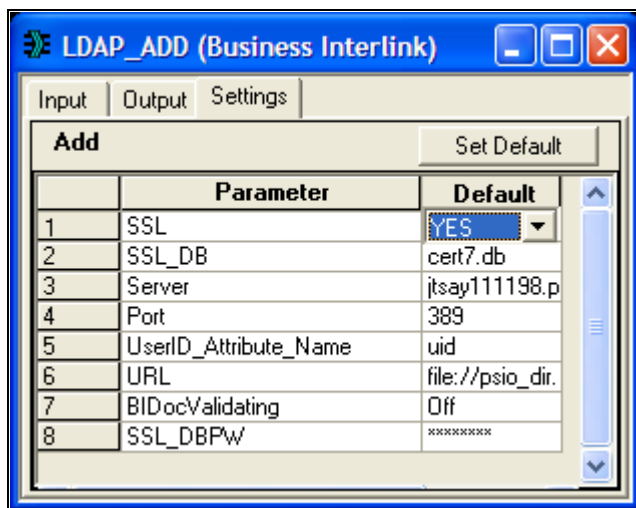 LDAP_ADD (Business Interlink)
Input Output Settings
Add Set Default
Parameter Default
1 SSL YES
2 SSL_DB cert7.db
3 Server jtsay111198.p
4 Port 389
5 UserID_Attribute_Name uid
6 URL file://psio_dir.
7 BIDocValidating Off
8 SSL_DBPW ********